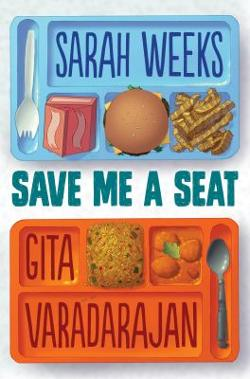 SARAH WEEKS
SAVE ME A SEAT
GITA
VARADARAJAN